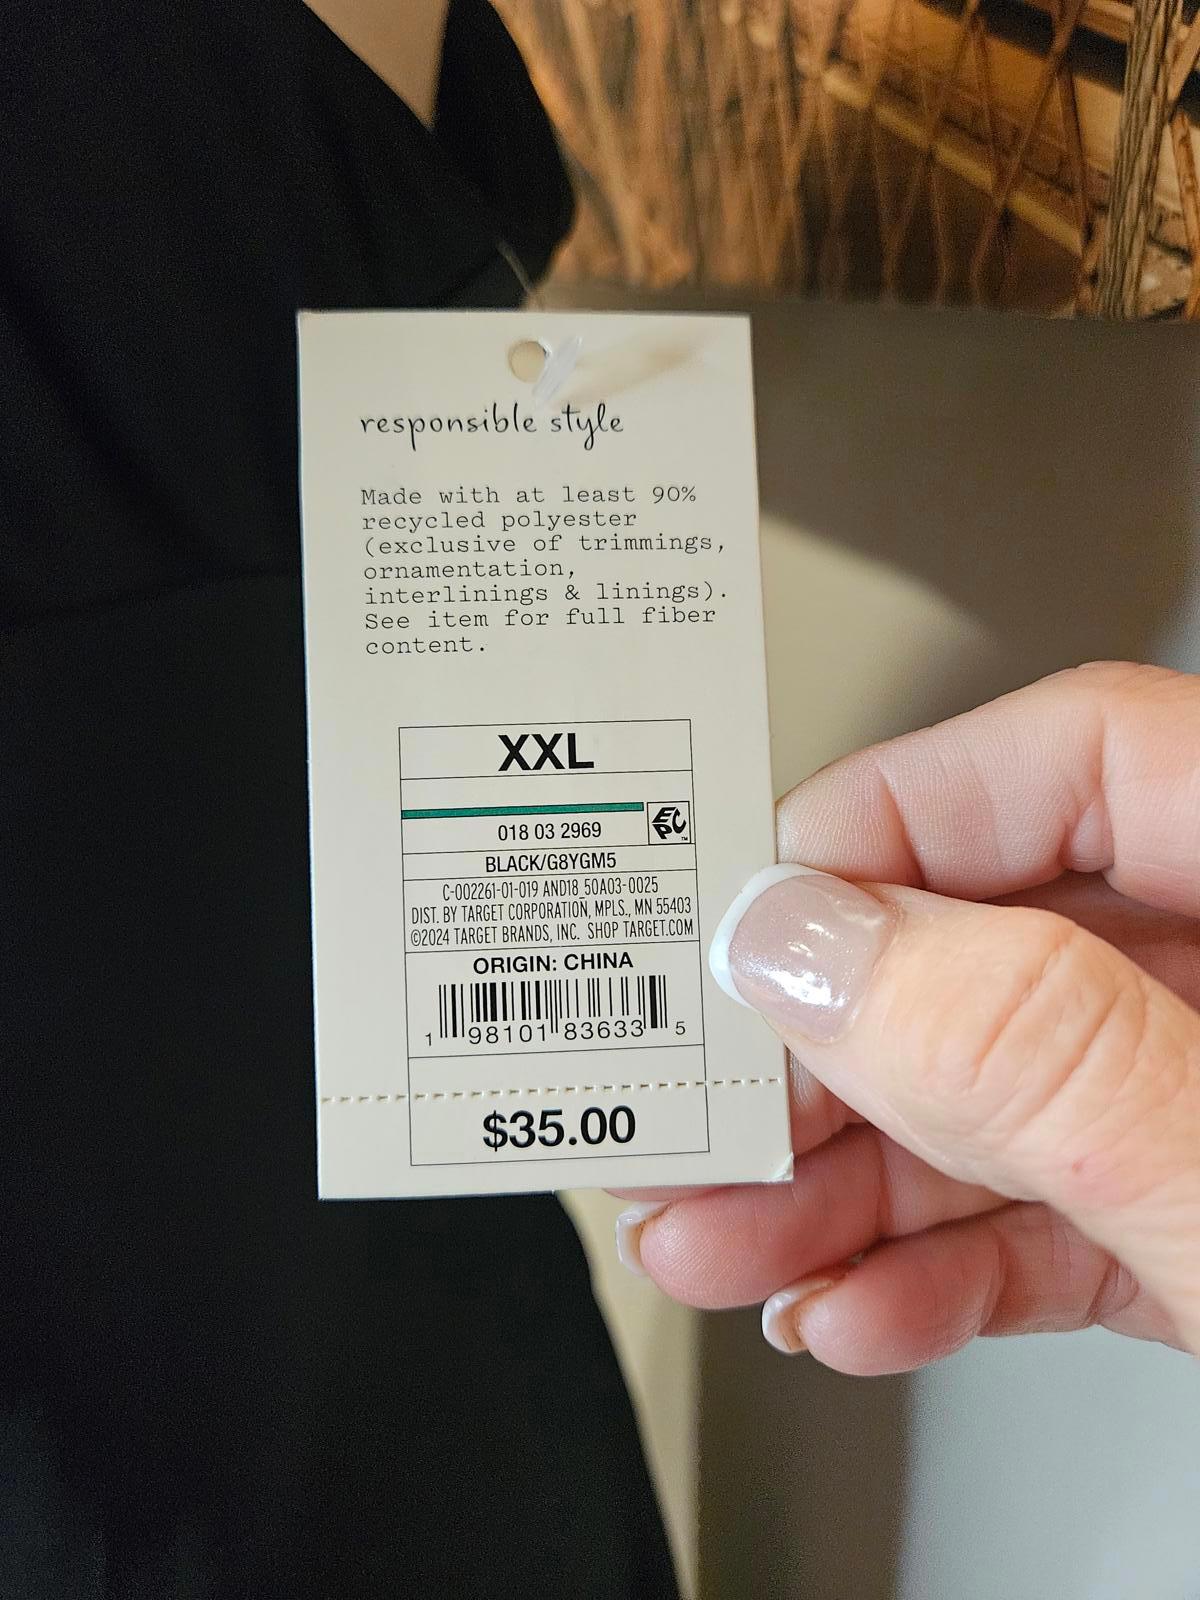 responsible style
Made with at least 90%
recycled polyester
(exclusive of trimmings,
ornamentation,
interlinings & linings).
See item for full fiber
content.
XXL
EPC
™
018 03 2969
BLACK/G8YGM5
C-002261-01-019 AND18_50A03-0025
DIST. BY TARGET CORPORATION, MPLS., MN 55403
©2024 TARGET BRANDS, INC. SHOP TARGET.COM
ORIGIN: CHINA
1 98101 83633 5
$35.00